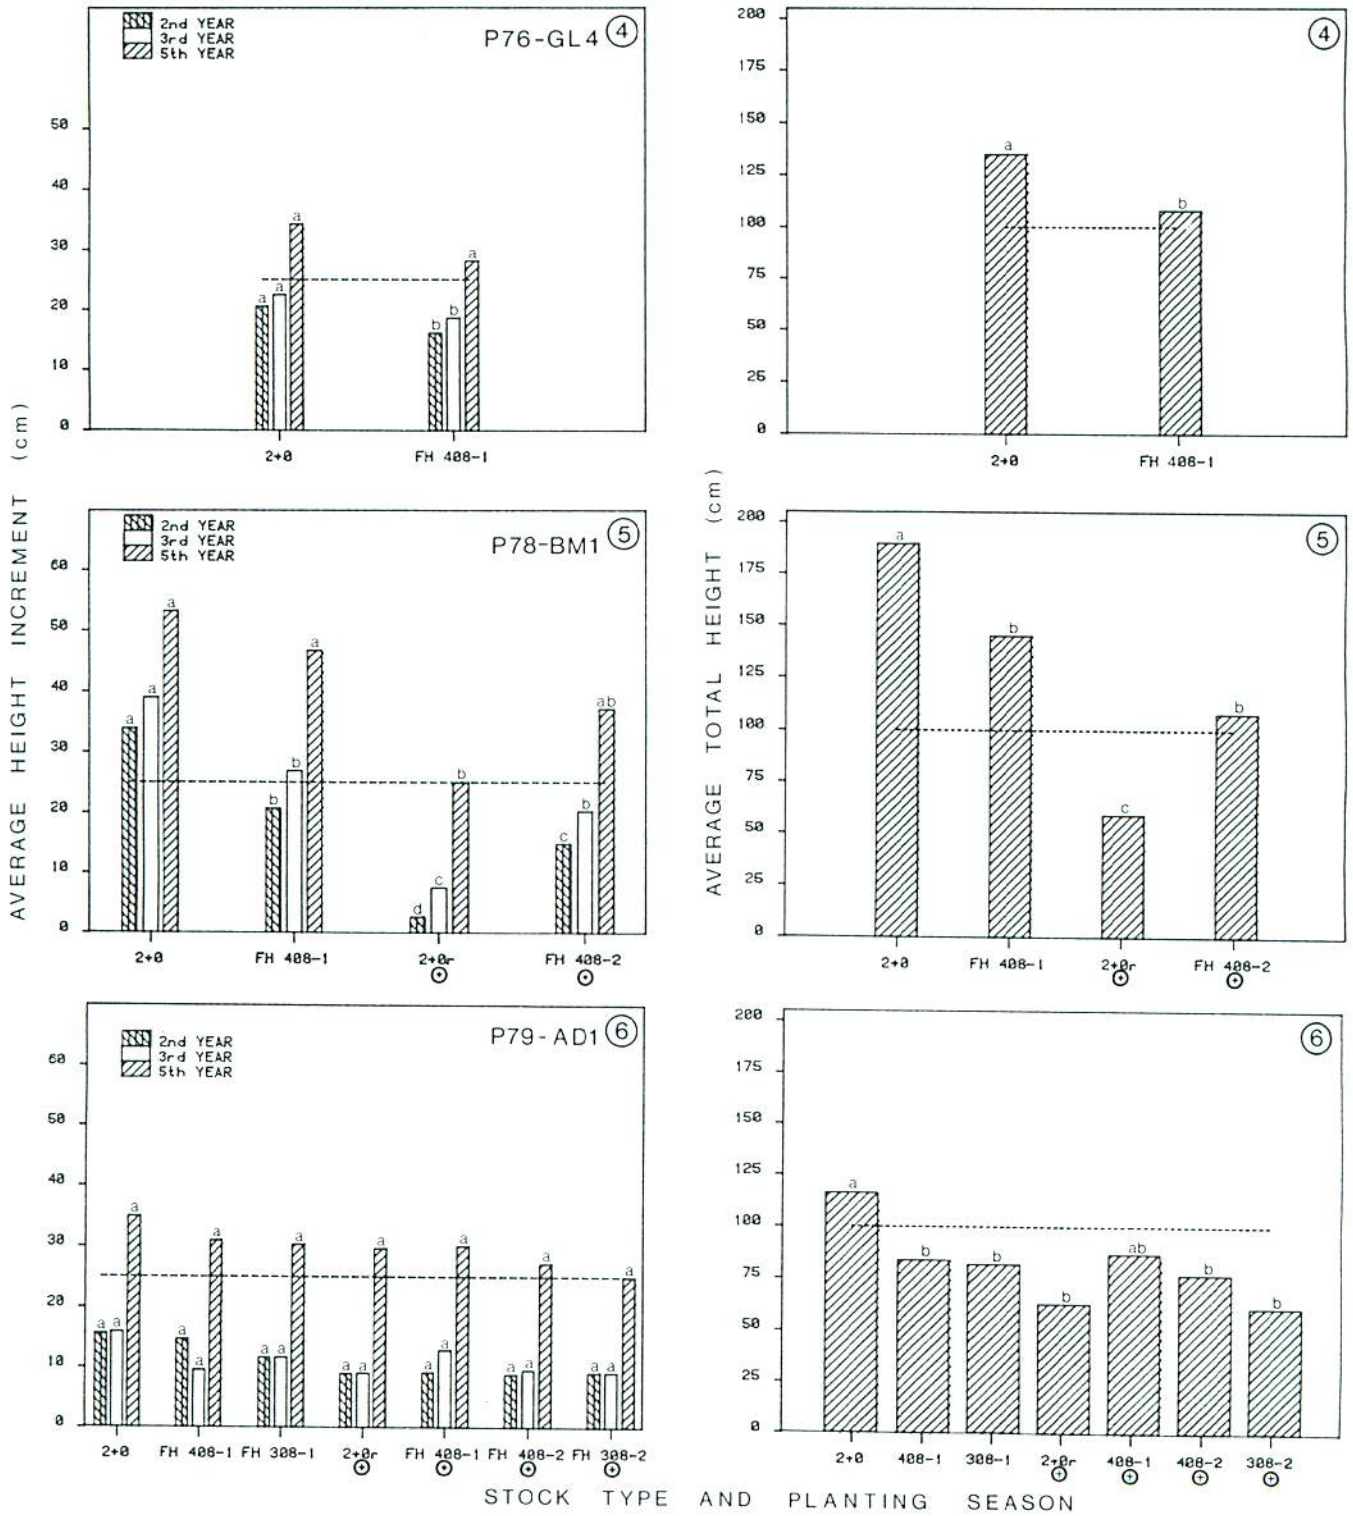 AVERAGE HEIGHT INCREMENT (cm)
2nd YEAR
3rd YEAR
5th YEAR
P76-GL4
4
50
40
30
20
10
0
a
a
a
b
b
a
2+0
FH 408-1
AVERAGE TOTAL HEIGHT (cm)
4
200
175
150
125
100
75
50
25
0
a
b
2+0
FH 408-1
2nd YEAR
3rd YEAR
5th YEAR
P78-BM1
5
60
50
40
30
20
10
0
a
a
a
b
b
a
d
c
b
c
b
ab
2+0
FH 408-1
2+0r
FH 408-2
5
200
175
150
125
100
75
50
25
0
a
b
c
b
2+0
FH 408-1
2+0r
FH 408-2
2nd YEAR
3rd YEAR
5th YEAR
P79-AD1
6
60
50
40
30
20
10
0
a a a
a a a
a a a
a a a
a a a
a a a
a a a
2+0
FH 408-1
FH 308-1
2+0r
FH 408-1
FH 408-2
FH 308-2
6
200
175
150
125
100
75
50
25
0
a
b
b
b
ab
b
b
2+0
408-1
308-1
2+0r
408-1
408-2
308-2
STOCK TYPE AND PLANTING SEASON